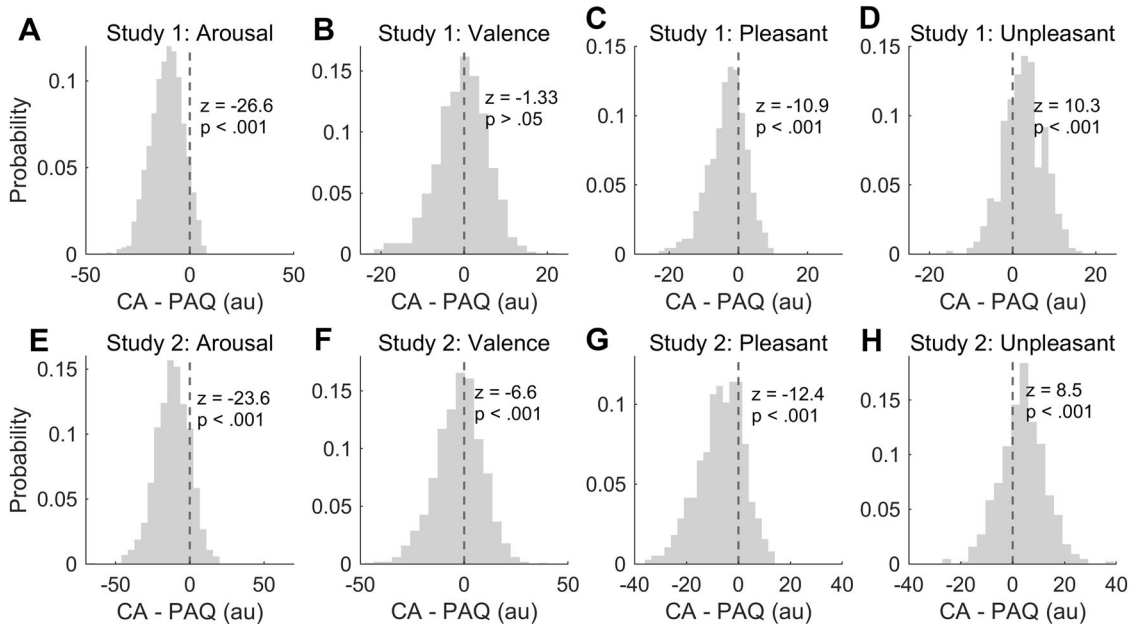 A
Study 1: Arousal
0.1
0.05
0
Probability
z = -26.6
p < .001
-50
0
50
CA - PAQ (au)
B
Study 1: Valence
0.15
0.1
0.05
0
z = -1.33
p > .05
-20
0
20
CA - PAQ (au)
C
Study 1: Pleasant
0.15
0.1
0.05
0
z = -10.9
p < .001
-20
0
20
CA - PAQ (au)
D
Study 1: Unpleasant
0.15
0.1
0.05
0
z = 10.3
p < .001
-20
0
20
CA - PAQ (au)
E
Study 2: Arousal
0.15
0.1
0.05
0
Probability
z = -23.6
p < .001
-50
0
50
CA - PAQ (au)
F
Study 2: Valence
0.15
0.1
0.05
0
z = -6.6
p < .001
-50
0
50
CA - PAQ (au)
G
Study 2: Pleasant
0.1
0.05
0
z = -12.4
p < .001
-40
-20
0
20
40
CA - PAQ (au)
H
Study 2: Unpleasant
0.15
0.1
0.05
0
z = 8.5
p < .001
-40
-20
0
20
40
CA - PAQ (au)